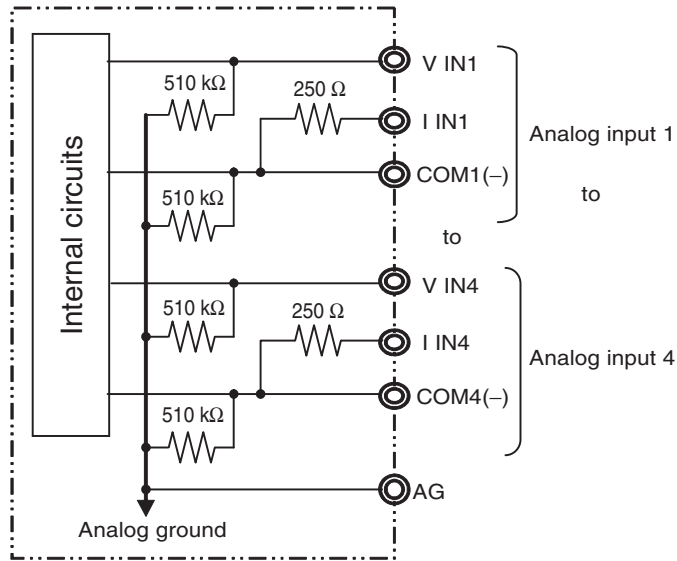 V IN1
510 kΩ
250 Ω
I IN1
Analog input 1
COM1(–)
510 kΩ
to
to
Internal circuits
V IN4
510 kΩ
250 Ω
I IN4
Analog input 4
COM4(–)
510 kΩ
AG
Analog ground